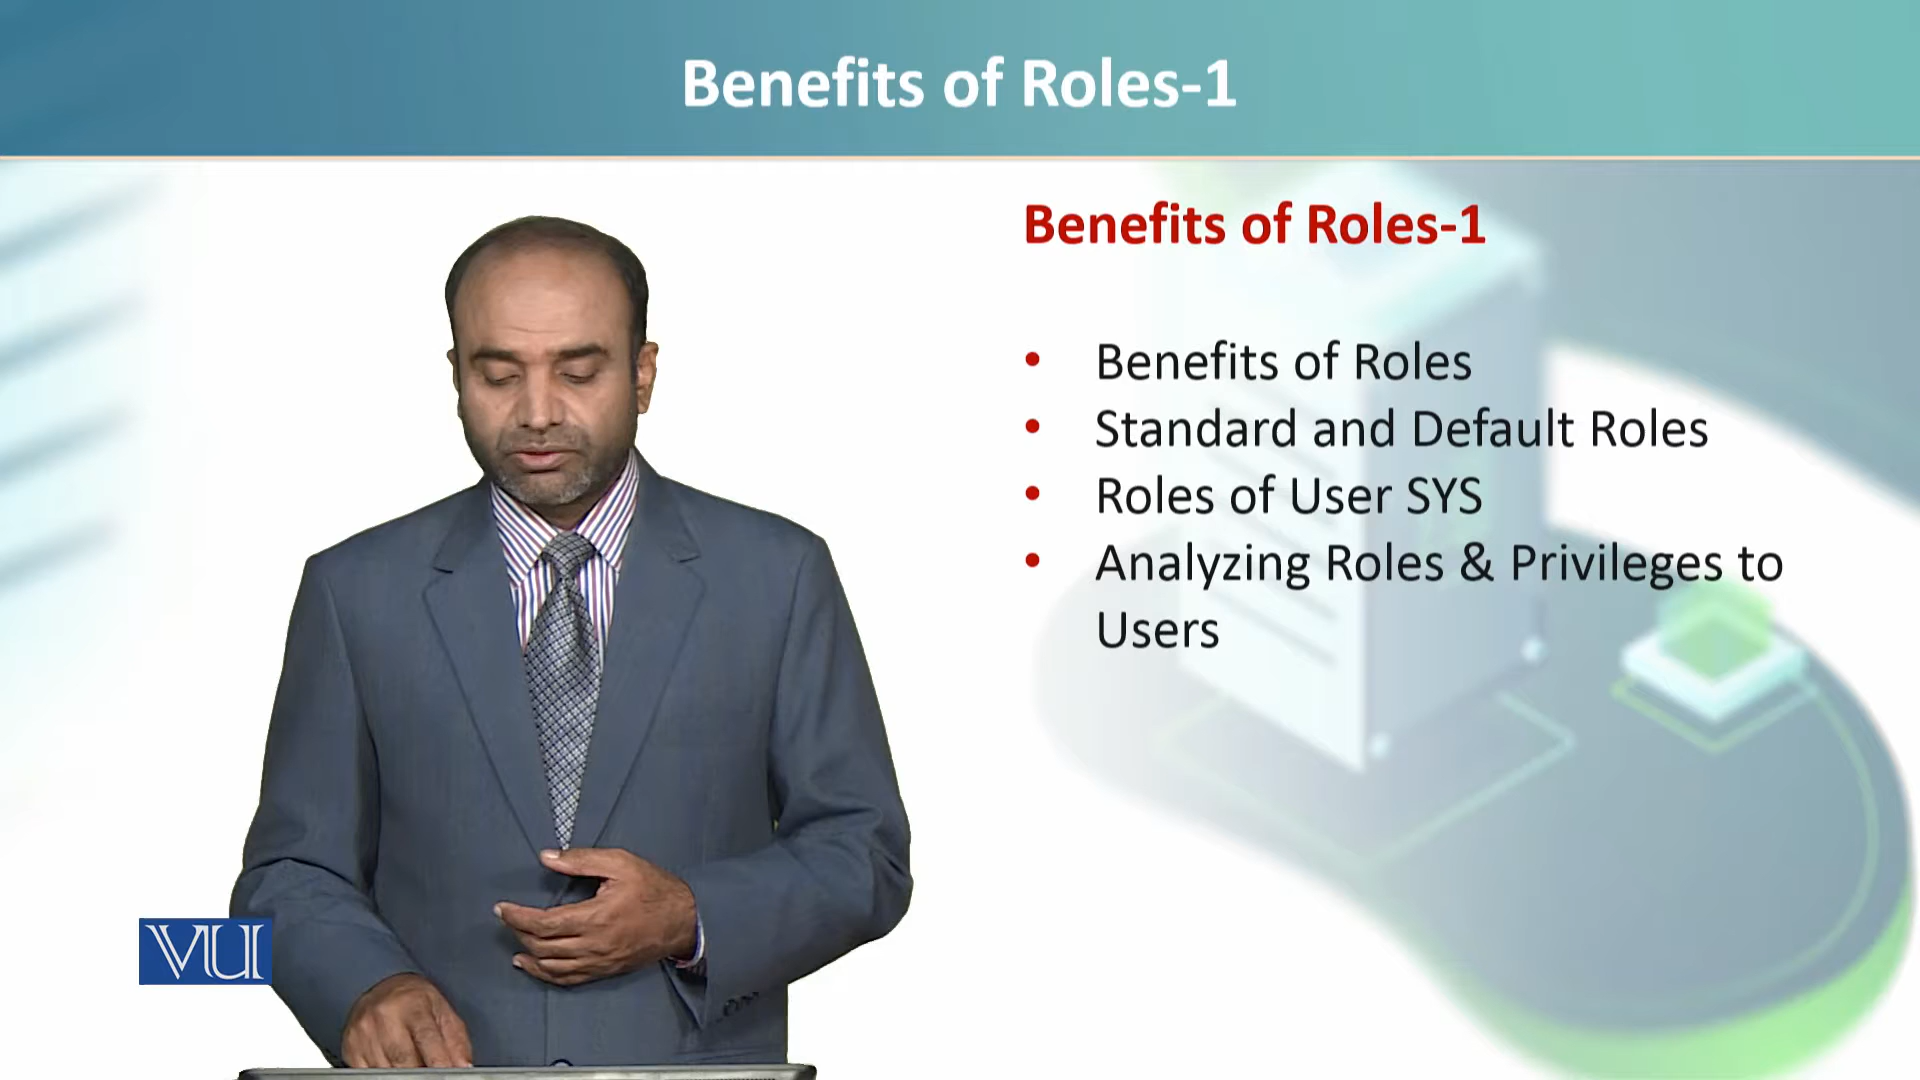 Benefits of Roles-1
Benefits of Roles-1
• Benefits of Roles
• Standard and Default Roles
• Roles of User SYS
• Analyzing Roles & Privileges to
Users
VU